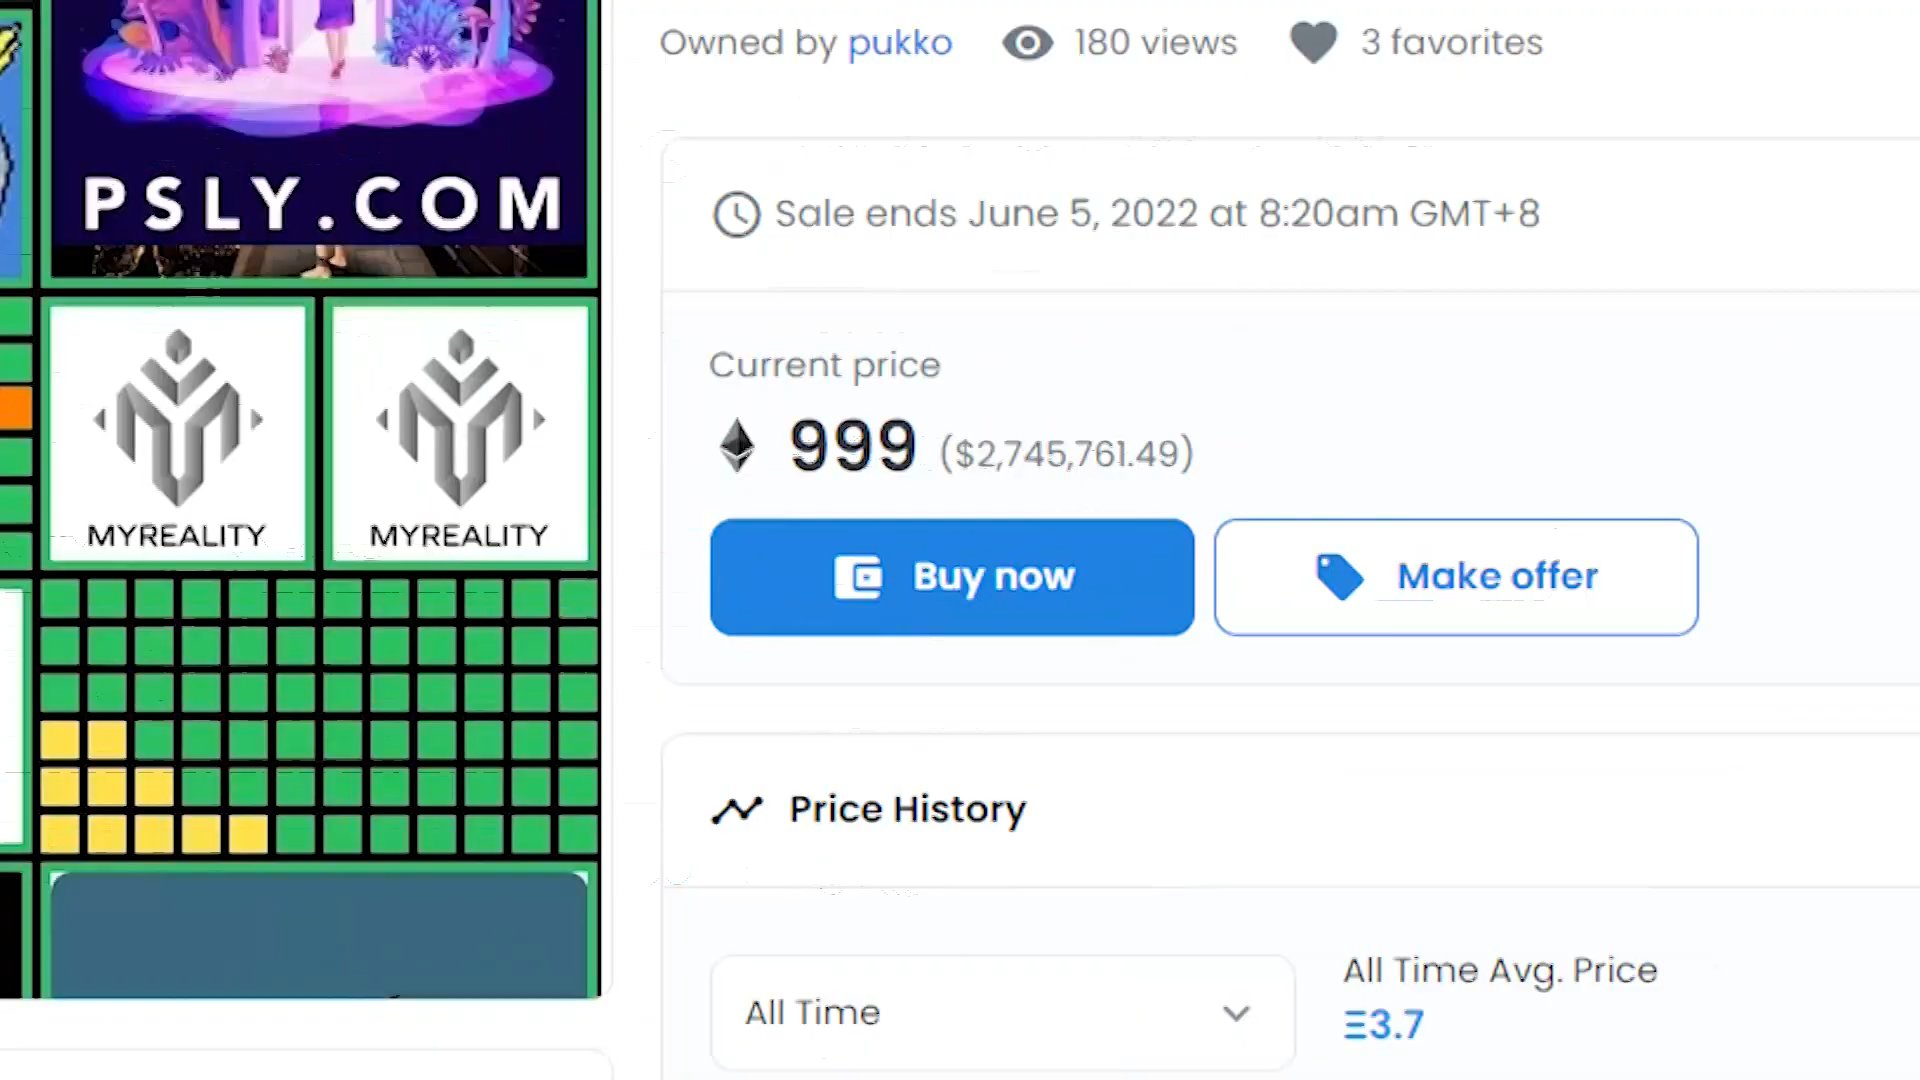 Owned by pukko
180 views
3 favorites
PSLY.COM
Sale ends June 5, 2022 at 8:20am GMT+8
Current price
999 ($2,745,761.49)
MYREALITY
MYREALITY
Buy now
Make offer
Price History
All Time
All Time Avg. Price
Ξ3.7